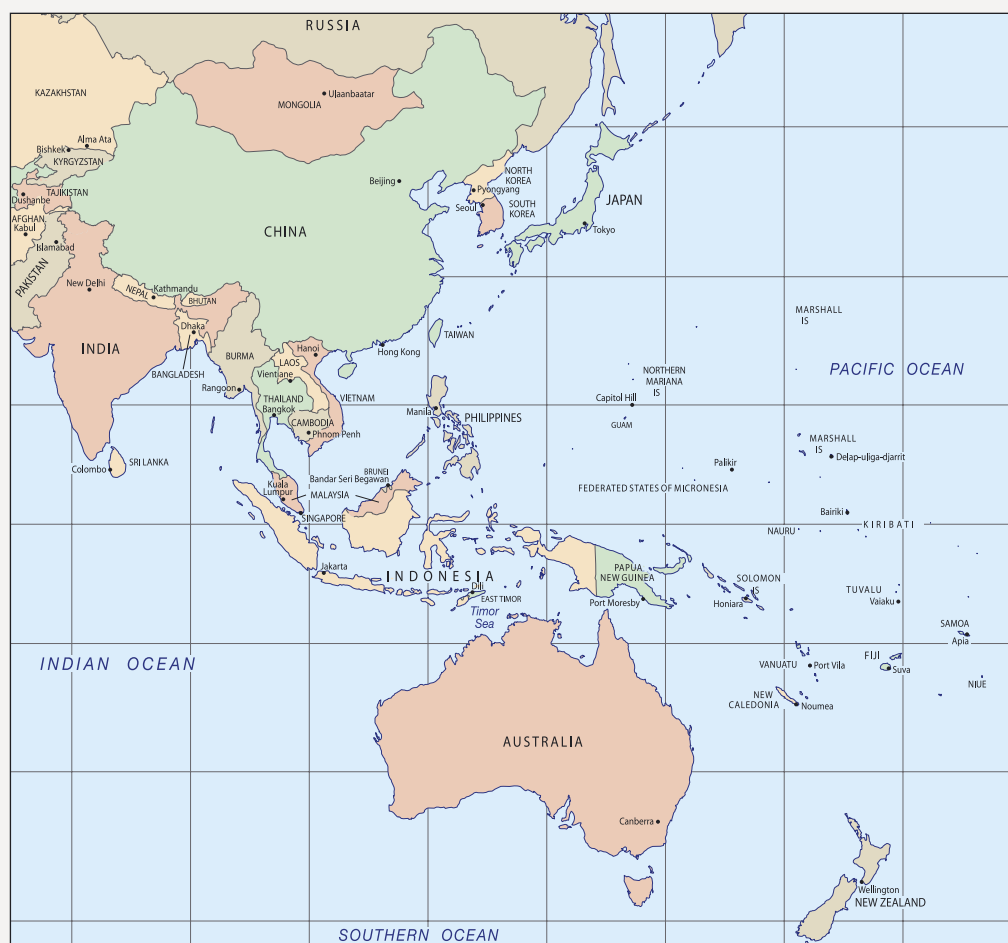 RUSSIA
KAZAKHSTAN
Ulaanbaatar
MONGOLIA
Alma Ata
Bishkek
KYRGYZSTAN
Beijing
NORTH
KOREA
Pyongyang
TAJIKISTAN
Dushanbe
Seoul
SOUTH
KOREA
JAPAN
AFGHAN.
Kabul
Islamabad
CHINA
Tokyo
PAKISTAN
New Delhi
NEPAL
Kathmandu
BHUTAN
MARSHALL
IS
Dhaka
TAIWAN
INDIA
BURMA
Hanoi
Hong Kong
LAOS
BANGLADESH
Vientiane
NORTHERN
MARIANA
IS
PACIFIC OCEAN
Rangoon
THAILAND
Bangkok
VIETNAM
Capitol Hill
Manila
PHILIPPINES
CAMBODIA
Phnom Penh
GUAM
MARSHALL
IS
Delap-uliga-djarrit
Colombo
SRI LANKA
Palikir
BRUNEI
Bandar Seri Begawan
Kuala
Lumpur
MALAYSIA
FEDERATED STATES OF MICRONESIA
SINGAPORE
Bairiki
KIRIBATI
NAURU
Jakarta
INDONESIA
PAPUA
NEW GUINEA
SOLOMON
IS
Dili
EAST TIMOR
Port Moresby
Honiara
TUVALU
Vaiaku
Timor
Sea
SAMOA
Apia
INDIAN OCEAN
FIJI
Suva
VANUATU
Port Vila
NIUE
NEW
CALEDONIA
Noumea
AUSTRALIA
Canberra
Wellington
NEW ZEALAND
SOUTHERN OCEAN